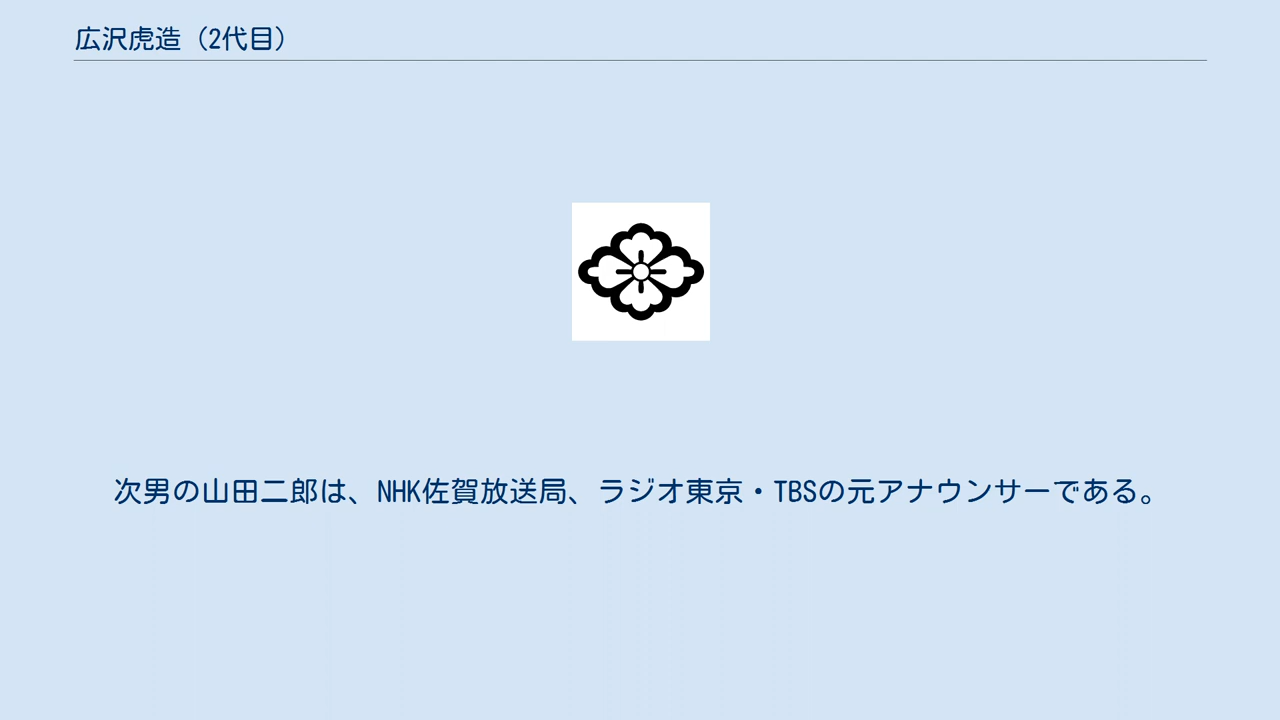 広沢虎造（2代目）
次男の山田二郎は、NHK佐賀放送局、ラジオ東京・TBSの元アナウンサーである。